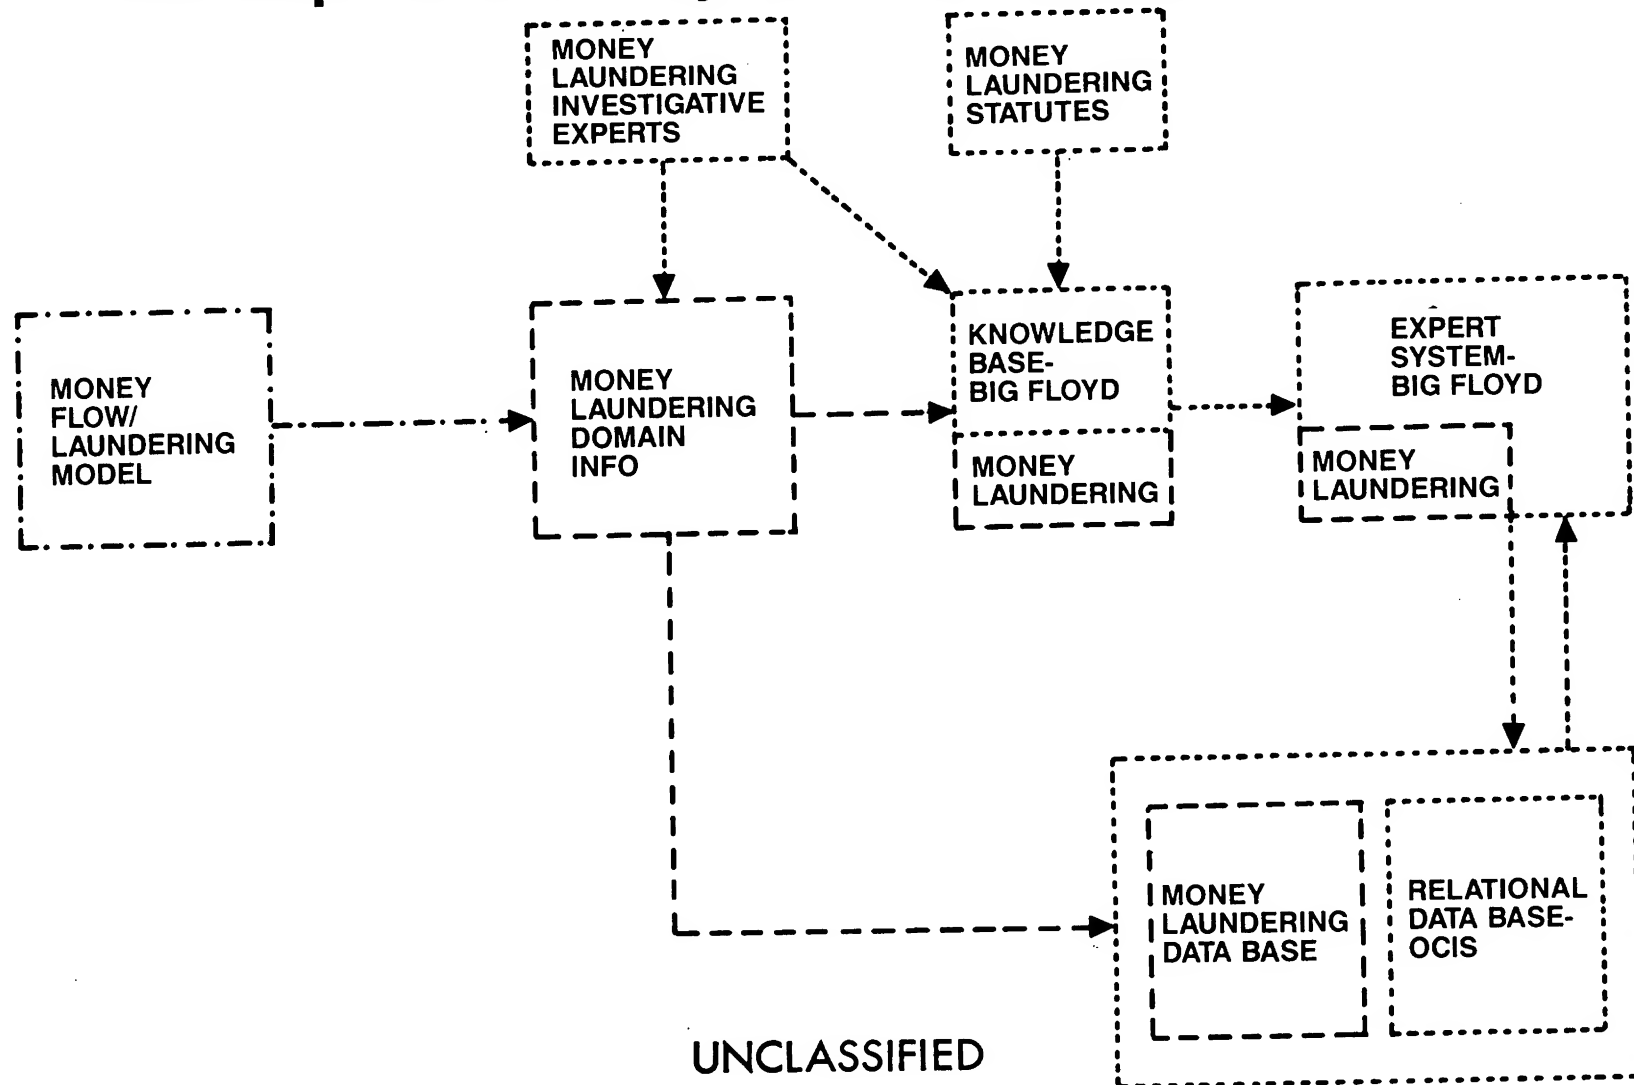 MONEY
LAUNDERING
INVESTIGATIVE
EXPERTS
MONEY
LAUNDERING
STATUTES
MONEY
FLOW/
LAUNDERING
MODEL
MONEY
LAUNDERING
DOMAIN
INFO
KNOWLEDGE
BASE-
BIG FLOYD
MONEY
LAUNDERING
EXPERT
SYSTEM-
BIG FLOYD
MONEY
LAUNDERING
MONEY
LAUNDERING
DATA BASE
RELATIONAL
DATA BASE-
OCIS
UNCLASSIFIED